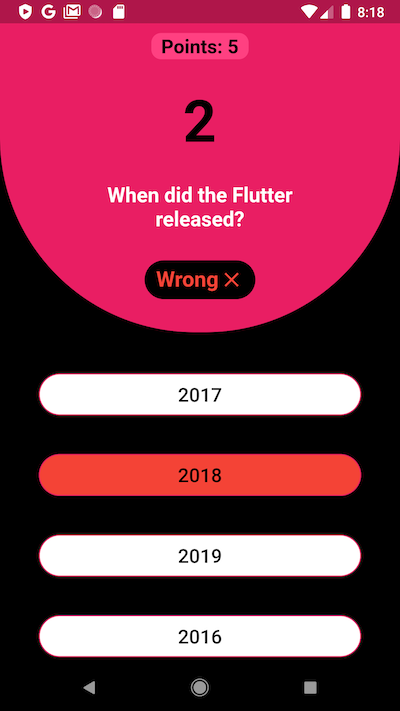 8:18
Points: 5
2
When did the Flutter
released?
Wrong
2017
2018
2019
2016